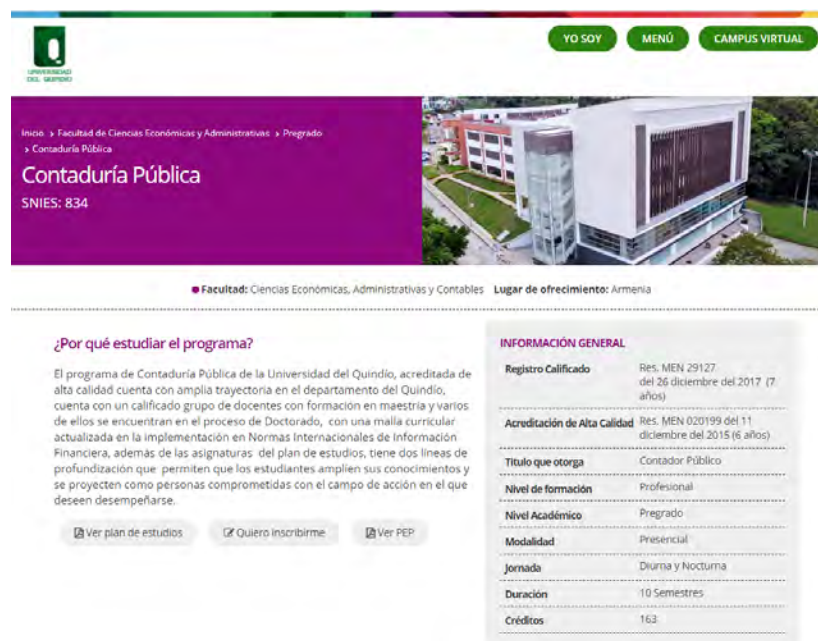 YO SOY
MENÚ
CAMPUS VIRTUAL
UNIVERSIDAD
DEL QUINDÍO
Inicio > Facultad de Ciencias Económicas y Administrativas > Pregrado
> Contaduría Pública
Contaduría Pública
SNIES: 834
Facultad: Ciencias Económicas, Administrativas y Contables Lugar de ofrecimiento: Armenia
¿Por qué estudiar el programa?
El programa de Contaduría Pública de la Universidad del Quindío, acreditada de
alta calidad cuenta con amplia trayectoria en el departamento del Quindío,
cuenta con un calificado grupo de docentes con formación en maestría y varios
de ellos se encuentran en el proceso de Doctorado, con una malla curricular
actualizada en la implementación en Normas Internacionales de Información
Financiera, además de las asignaturas del plan de estudios, tiene dos líneas de
profundización que permiten que los estudiantes amplíen sus conocimientos y
se proyecten como personas comprometidas con el campo de acción en el que
deseen desempeñarse.
Ver plan de estudios
Quiero inscribirme
Ver PEP
INFORMACIÓN GENERAL
Registro Calificado Res. MEN 29127
del 26 diciembre del 2017 (7
años)
Acreditación de Alta Calidad Res. MEN 020199 del 11
diciembre del 2015 (6 años)
Titulo que otorga Contador Público
Nivel de formación Profesional
Nivel Académico Pregrado
Modalidad Presencial
Jornada Diurna y Nocturna
Duración 10 Semestres
Créditos 163